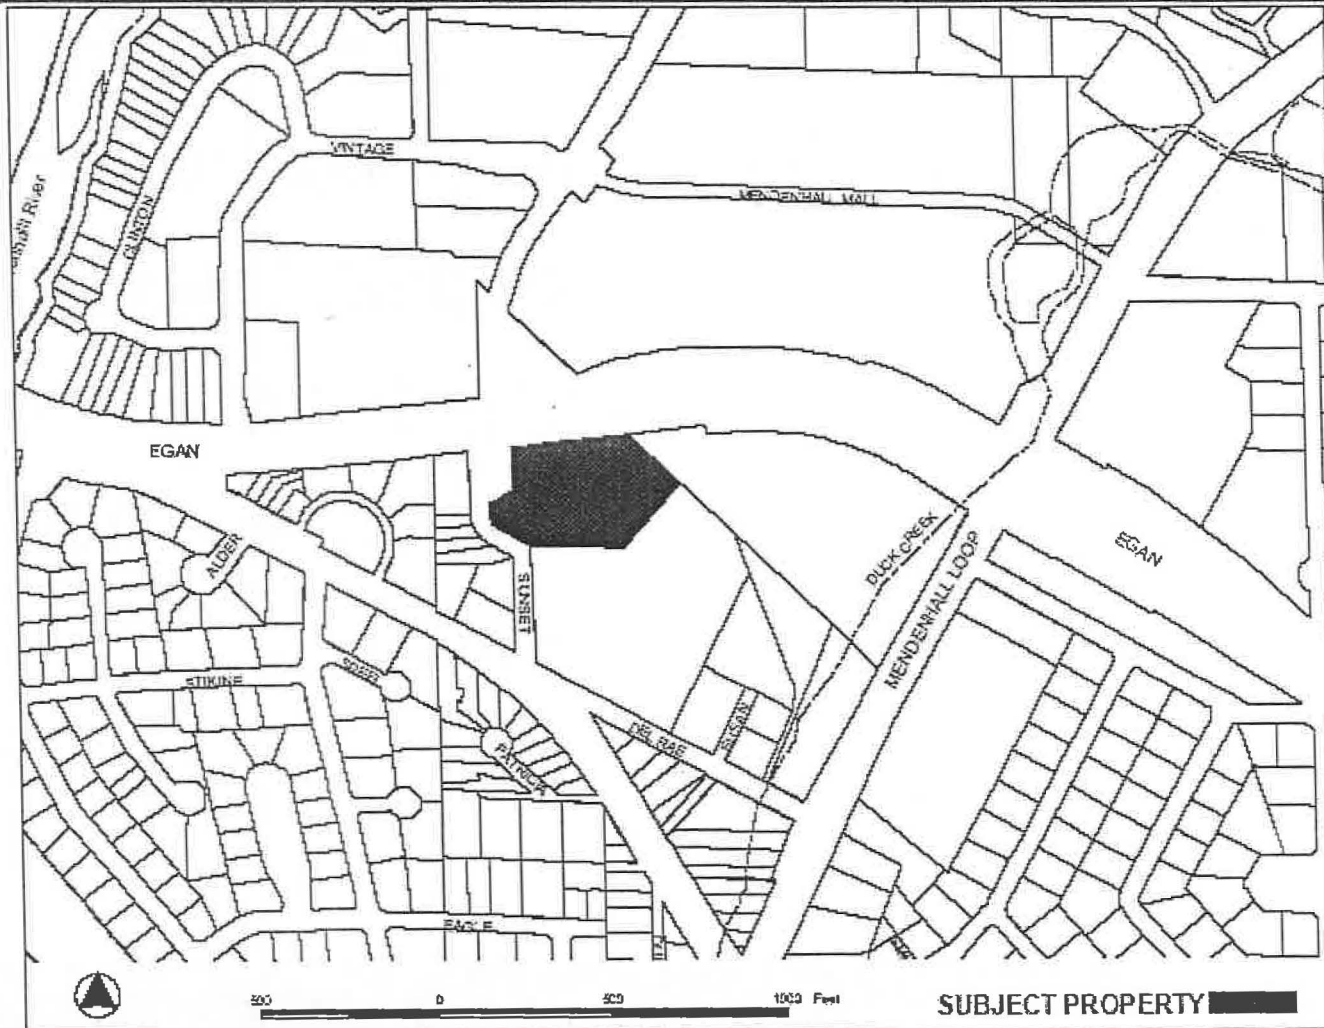 VINTAGE
MENDENHALL MALL
CLINTON
EGAN
ALDER
SUNSET
DUCK CREEK
EGAN
MENDENHALL LOOP
STIKINE
DEL RAE
PATRICIA
EAGLE
500 0 500 1000 Feet
SUBJECT PROPERTY